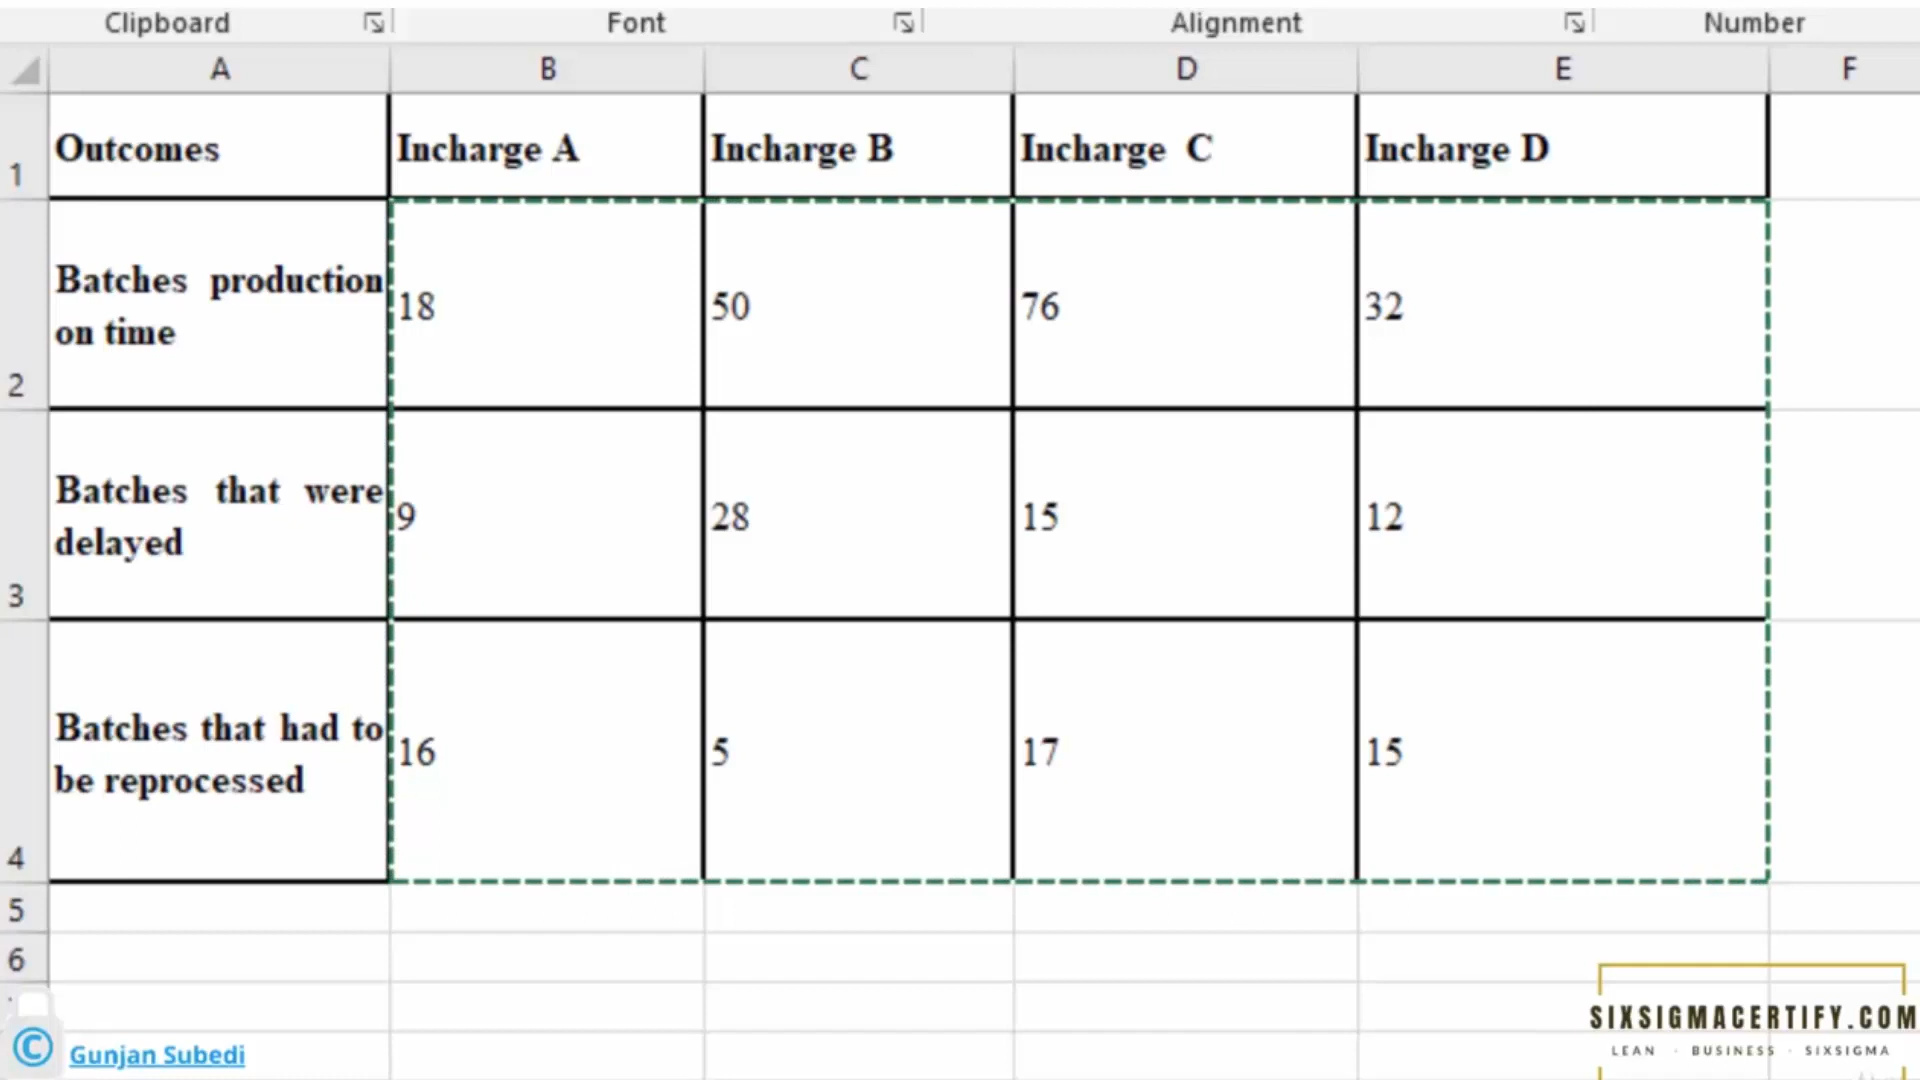 Clipboard Font Alignment Number
A B C D E F
1 Outcomes Incharge A Incharge B Incharge C Incharge D
Batches production
on time
2 18 50 76 32
Batches that were
delayed
3 9 28 15 12
Batches that had to
be reprocessed
4 16 5 17 15
5
6
© Gunjan Subedi
SIXSIGMACERTIFY.COM
LEAN · BUSINESS · SIXSIGMA